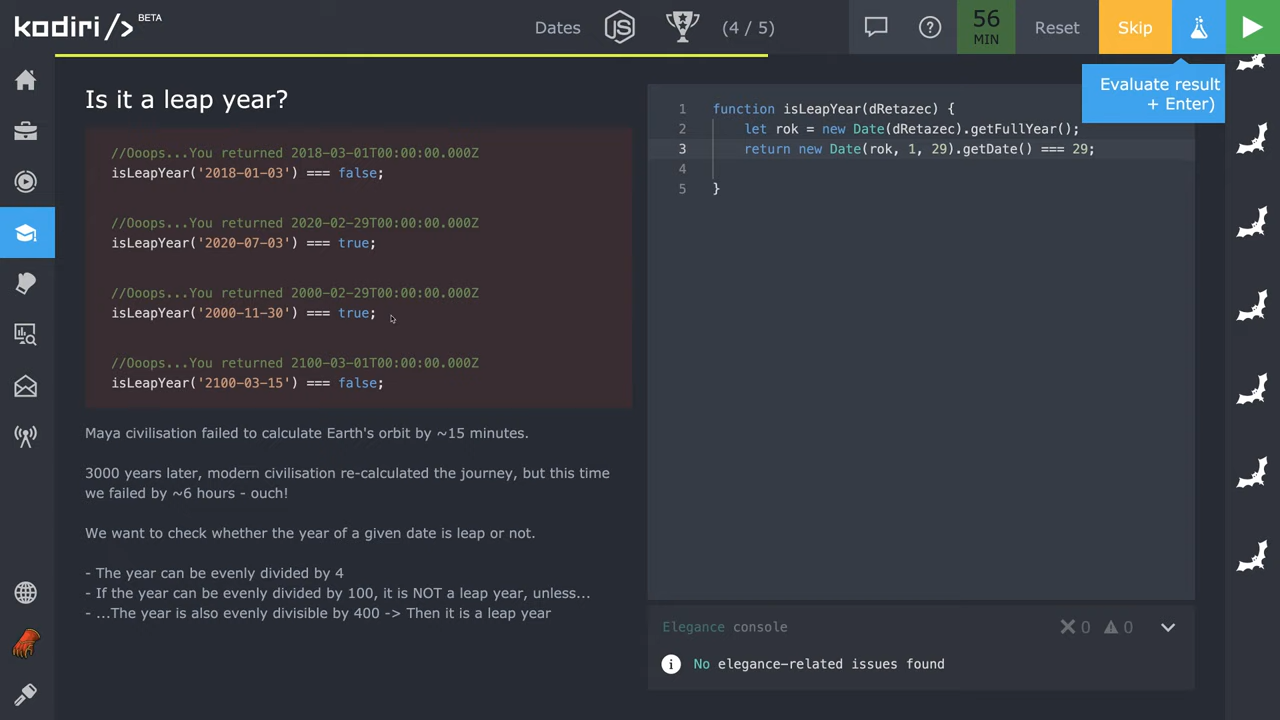 kodiri/> BETA
Dates
JS
(4 / 5)
56
MIN
Reset
Skip
Evaluate result
+ Enter)
Is it a leap year?
//Ooops...You returned 2018-03-01T00:00:00.000Z
isLeapYear('2018-01-03') === false;
//Ooops...You returned 2020-02-29T00:00:00.000Z
isLeapYear('2020-07-03') === true;
//Ooops...You returned 2000-02-29T00:00:00.000Z
isLeapYear('2000-11-30') === true;
//Ooops...You returned 2100-03-01T00:00:00.000Z
isLeapYear('2100-03-15') === false;
Maya civilisation failed to calculate Earth's orbit by ~15 minutes.
3000 years later, modern civilisation re-calculated the journey, but this time
we failed by ~6 hours - ouch!
We want to check whether the year of a given date is leap or not.
- The year can be evenly divided by 4
- If the year can be evenly divided by 100, it is NOT a leap year, unless...
- ...The year is also evenly divisible by 400 -> Then it is a leap year
1 function isLeapYear(dRetazec) {
2 let rok = new Date(dRetazec).getFullYear();
3 return new Date(rok, 1, 29).getDate() === 29;
4
5 }
Elegance console
0 0
No elegance-related issues found